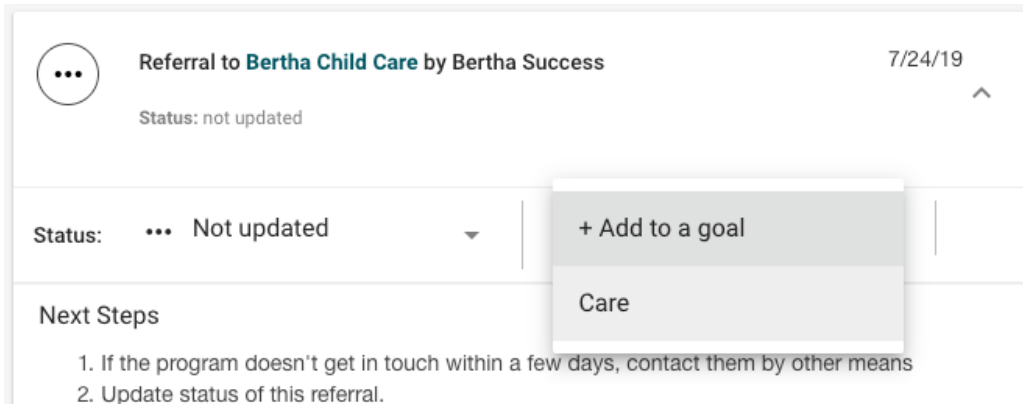 Referral to Bertha Child Care by Bertha Success
7/24/19
Status: not updated
Status: ••• Not updated
+ Add to a goal
Care
Next Steps
1. If the program doesn't get in touch within a few days, contact them by other means
2. Update status of this referral.